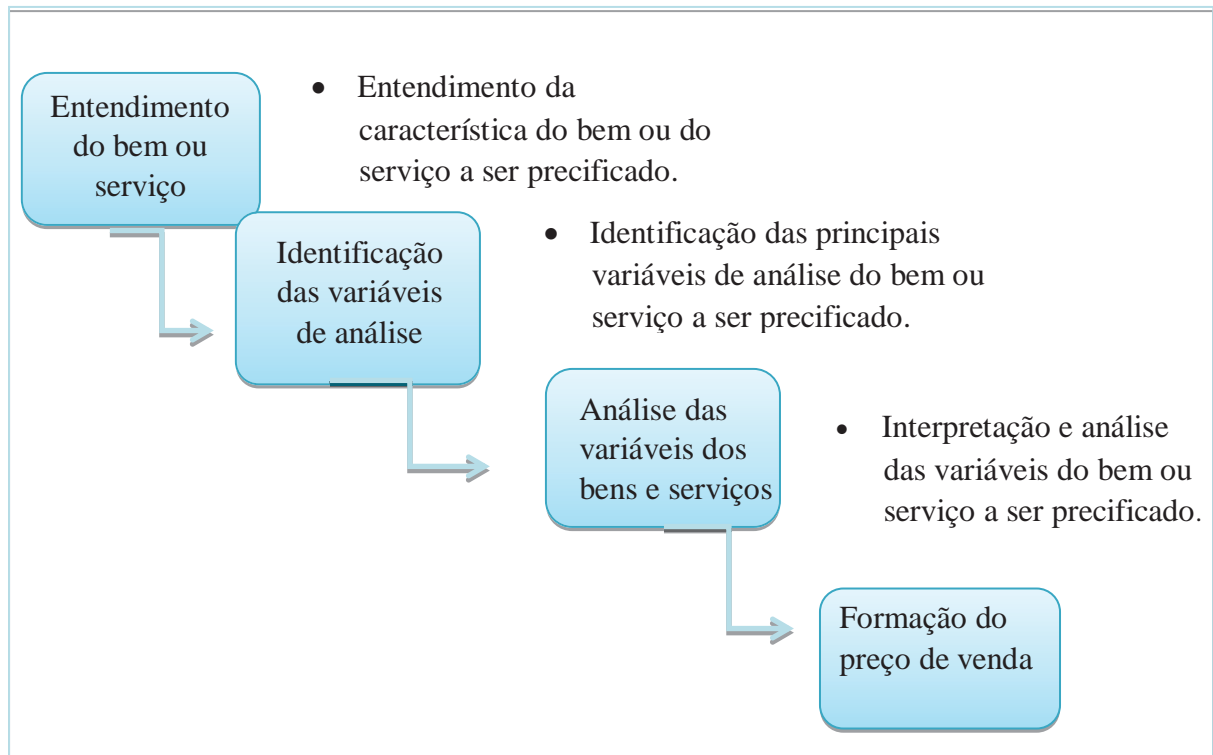 Entendimento
do bem ou
serviço
• Entendimento da
característica do bem ou do
serviço a ser precificado.
Identificação
das variáveis
de análise
• Identificação das principais
variáveis de análise do bem ou
serviço a ser precificado.
Análise das
variáveis dos
bens e serviços
• Interpretação e análise
das variáveis do bem ou
serviço a ser precificado.
Formação do
preço de venda